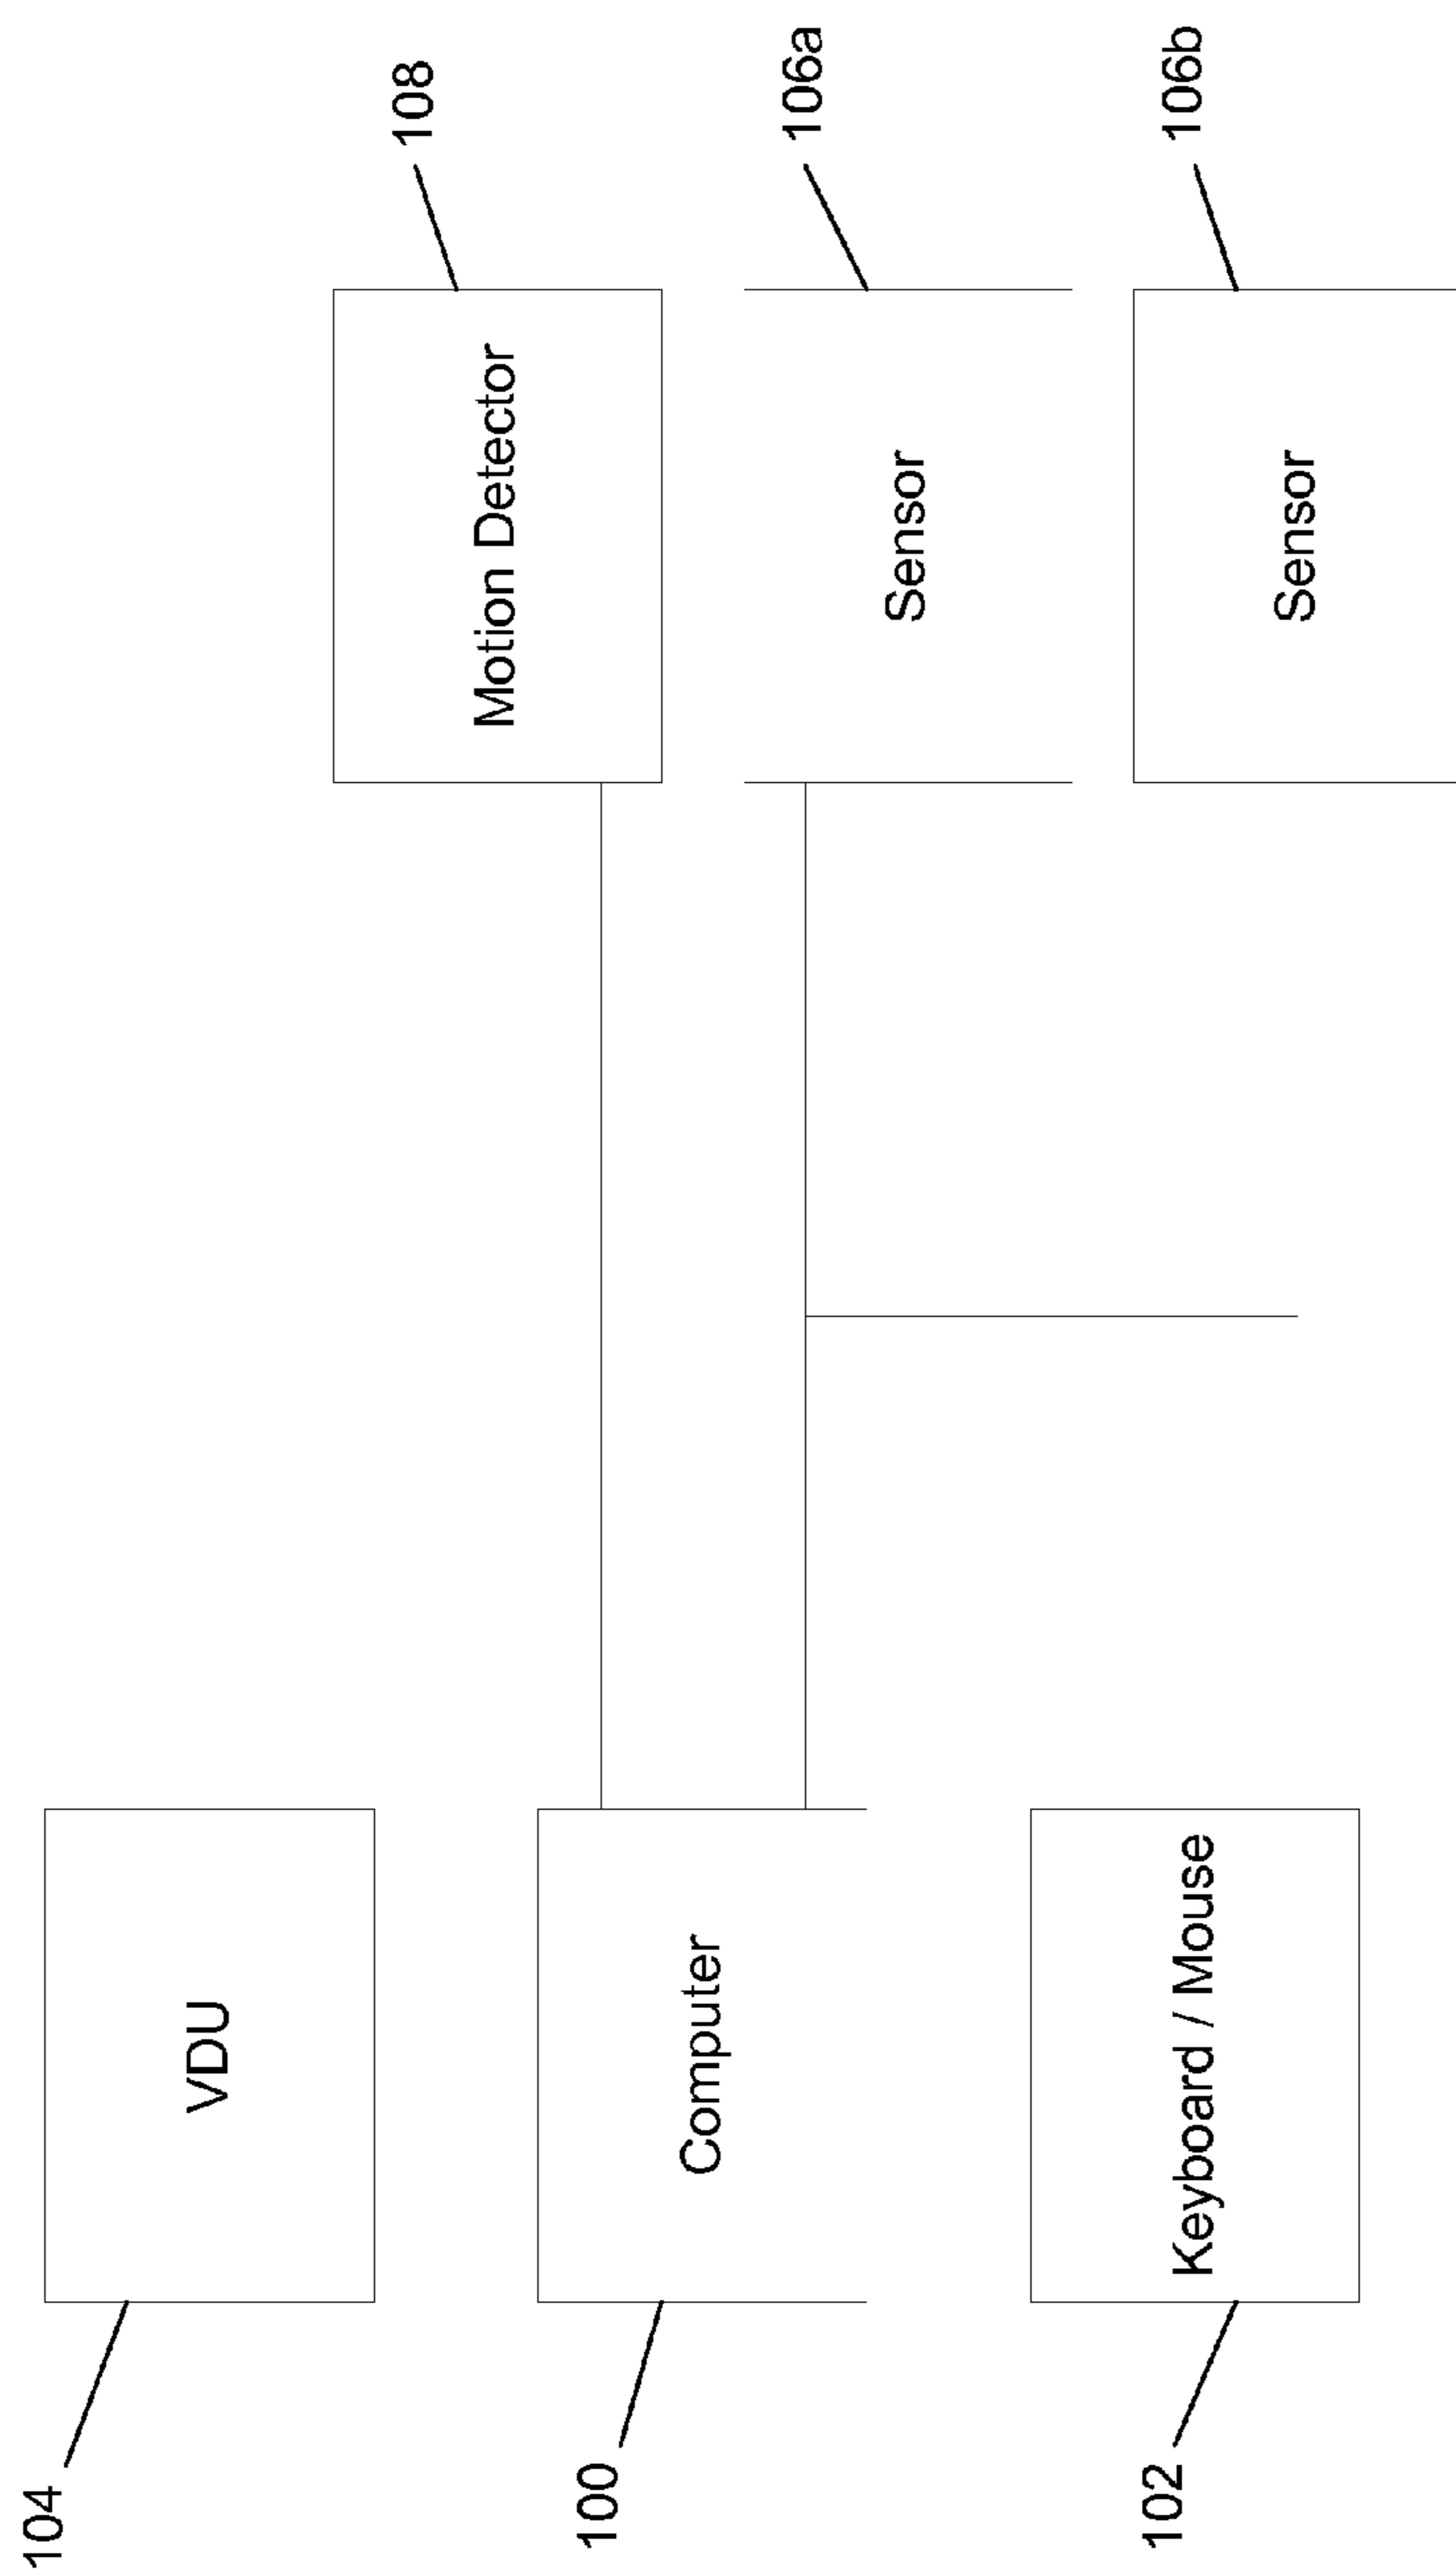 104
VDU
100
Computer
102
Keyboard / Mouse
108
Motion Detector
106a
Sensor
106b
Sensor